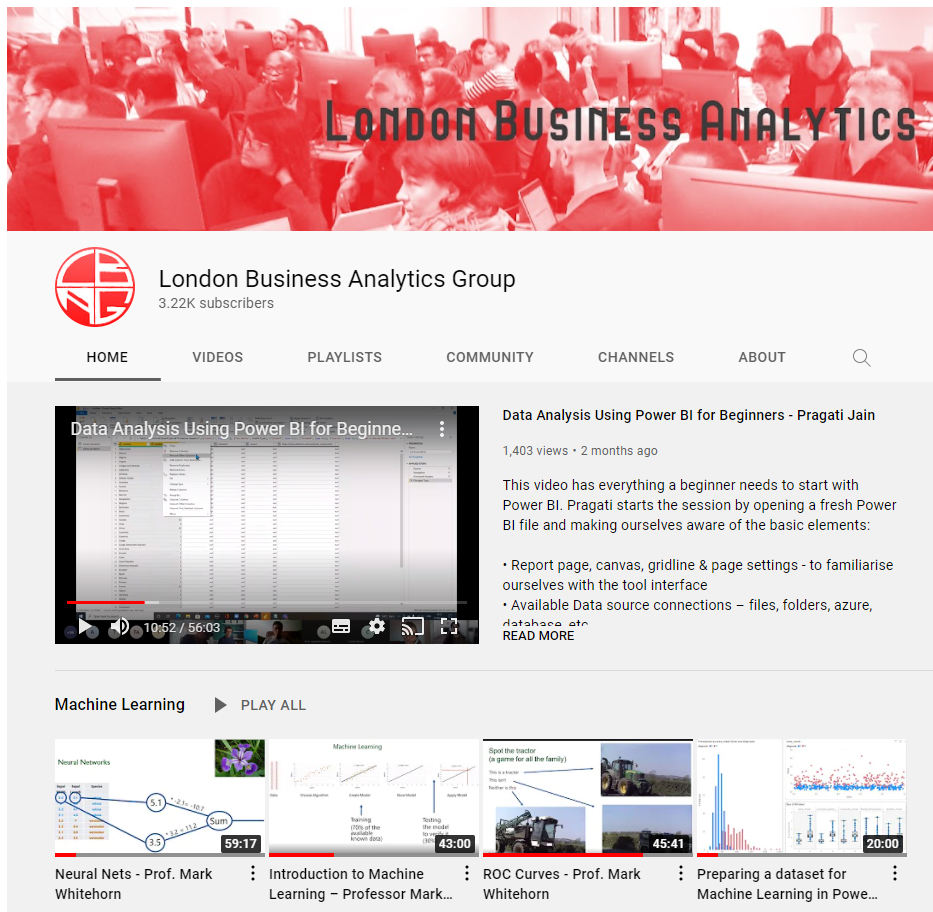 LONDON BUSINESS ANALYTICS
London Business Analytics Group
3.22K subscribers
HOME
VIDEOS
PLAYLISTS
COMMUNITY
CHANNELS
ABOUT
Data Analysis Using Power BI for Beginne...
10:52 / 56:03
Data Analysis Using Power BI for Beginners - Pragati Jain
1,403 views • 2 months ago
This video has everything a beginner needs to start with
Power BI. Pragati starts the session by opening a fresh Power
BI file and making ourselves aware of the basic elements:
• Report page, canvas, gridline & page settings - to familiarise
ourselves with the tool interface
• Available Data source connections – files, folders, azure,
database, etc
READ MORE
Machine Learning
PLAY ALL
Neural Networks
5.1
3.5
Sum
59:17
Machine Learning
Training
(70% of the
available
known data)
Testing
the model
to verify it
43:00
Spot the tractor
(a game for all the family)
This is a tractor
This isn't
Neither is this
45:41
20:00
Neural Nets - Prof. Mark
Whitehorn
Introduction to Machine
Learning – Professor Mark...
ROC Curves - Prof. Mark
Whitehorn
Preparing a dataset for
Machine Learning in Powe...